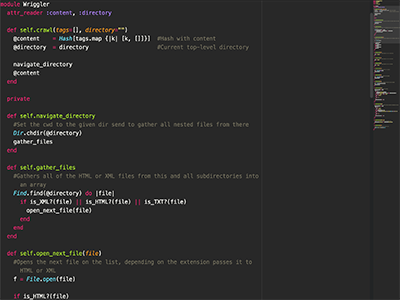 module Wriggler
attr_reader :content, :directory
def self.crawl(tags=[], directory="")
@content = Hash[tags.map {|k| [k, []]}] #Hash with content
@directory = directory #Current top-level directory
navigate_directory
@content
end
private
def self.navigate_directory
#Set the cwd to the given dir send to gather all nested files from there
Dir.chdir(@directory)
gather_files
end
def self.gather_files
#Gathers all of the HTML or XML files from this and all subdirectories into
an array
Find.find(@directory) do |file|
if is_XML?(file) || is_HTML?(file) || is_TXT?(file)
open_next_file(file)
end
end
end
def self.open_next_file(file)
#Opens the next file on the list, depending on the extension passes it to
HTML or XML
f = File.open(file)
if is_HTML?(file)